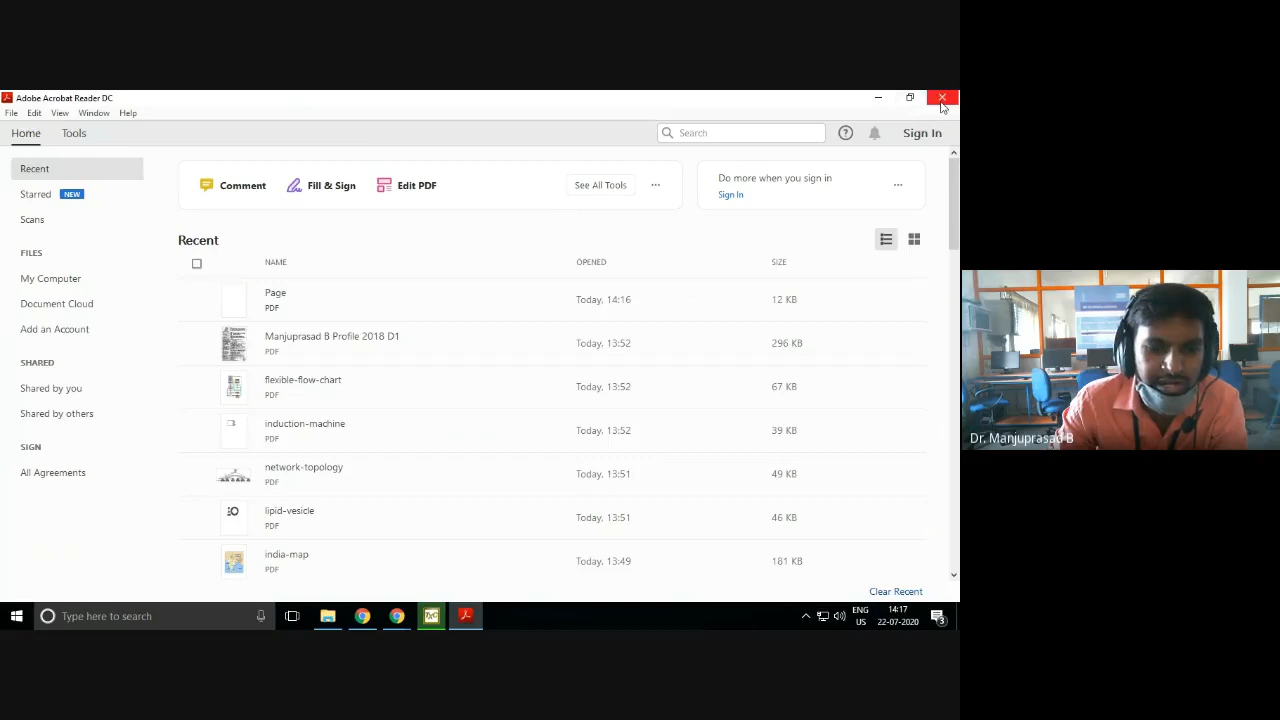 Adobe Acrobat Reader DC
File Edit View Window Help
Home Tools
Search
Sign In
Recent
Starred NEW
Scans
FILES
My Computer
Document Cloud
Add an Account
SHARED
Shared by you
Shared by others
SIGN
All Agreements
Comment Fill & Sign Edit PDF See All Tools ...
Do more when you sign in
Sign In
...
Recent
NAME OPENED SIZE
Page
PDF
Today, 14:16 12 KB
Manjuprasad B Profile 2018 D1
PDF
Today, 13:52 296 KB
flexible-flow-chart
PDF
Today, 13:52 67 KB
induction-machine
PDF
Today, 13:52 39 KB
network-topology
PDF
Today, 13:51 49 KB
lipid-vesicle
PDF
Today, 13:51 46 KB
india-map
PDF
Today, 13:49 181 KB
Clear Recent
Type here to search
ENG
US
14:17
22-07-2020
3
Dr. Manjuprasad B